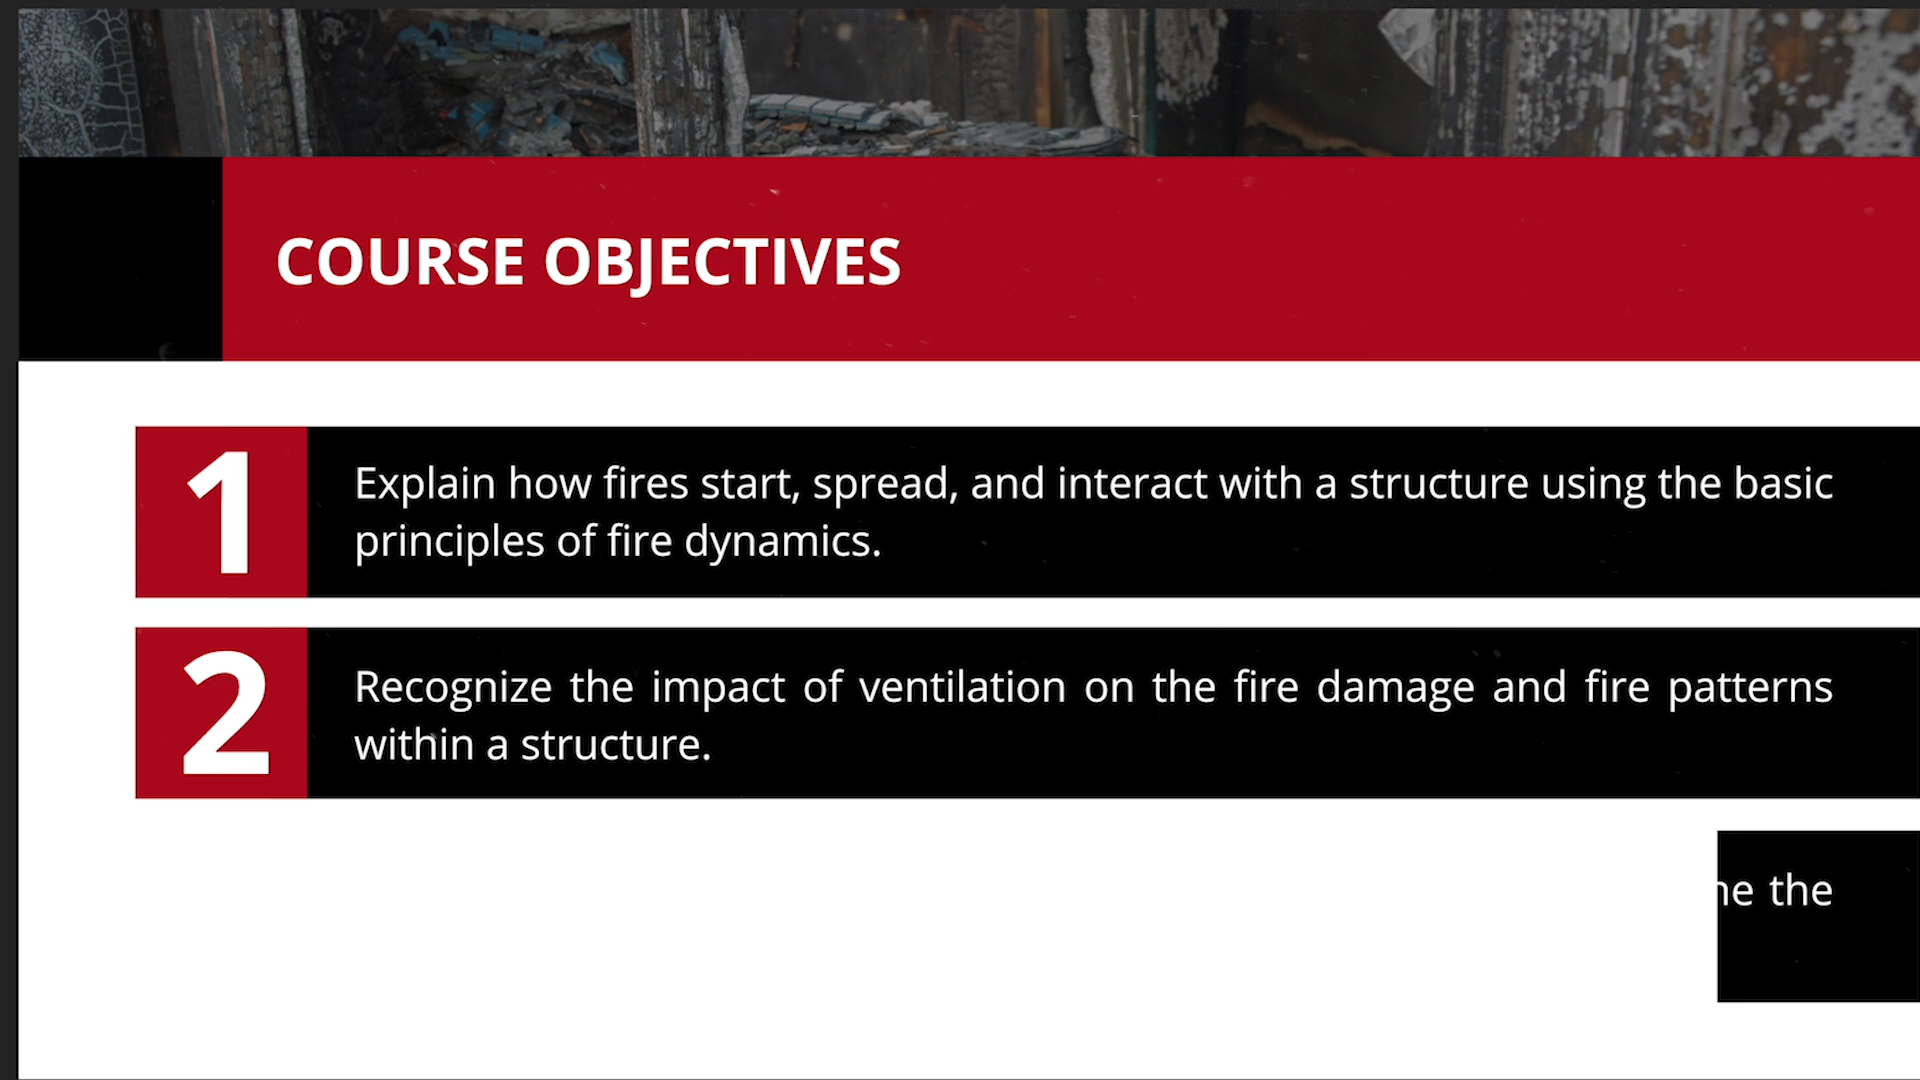 COURSE OBJECTIVES
1
Explain how fires start, spread, and interact with a structure using the basic
principles of fire dynamics.
2
Recognize the impact of ventilation on the fire damage and fire patterns
within a structure.
the